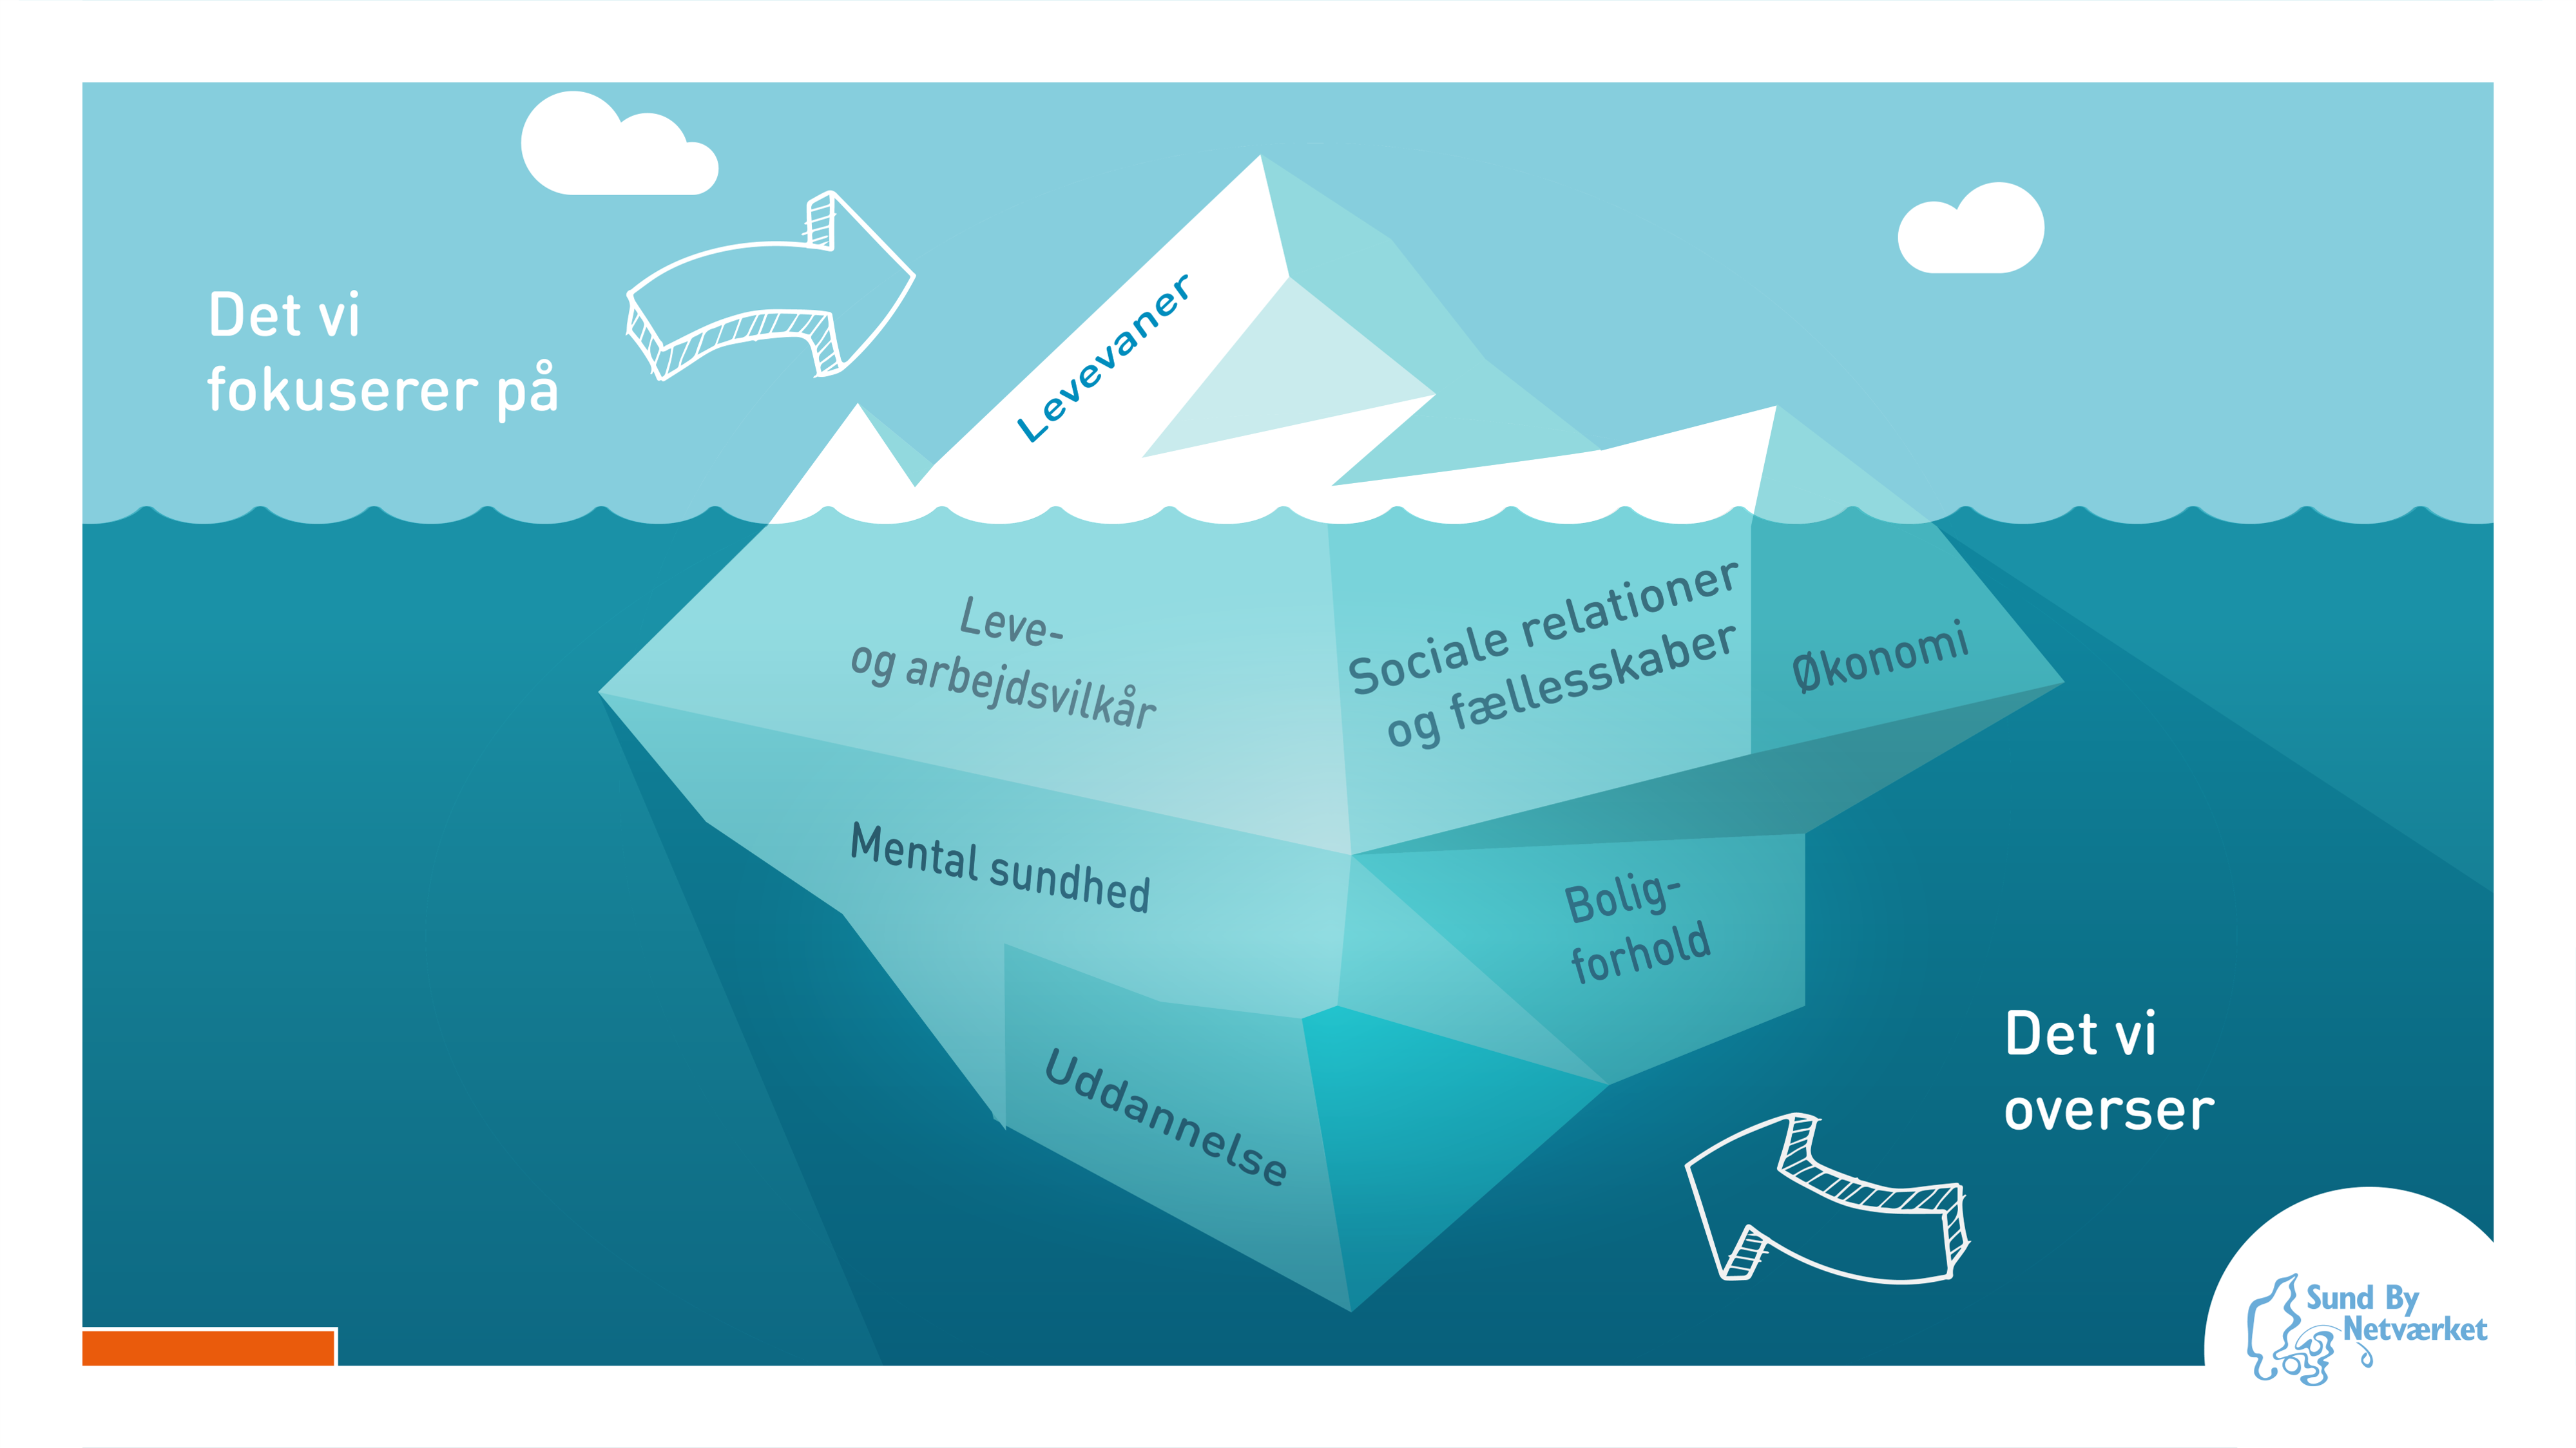 Det vi
fokuserer på
Levevaner
Leve-
og arbejdsvilkår
Sociale relationer
og fællesskaber
Økonomi
Mental sundhed
Bolig-
forhold
Uddannelse
Det vi
overser
Sund By
Netværket